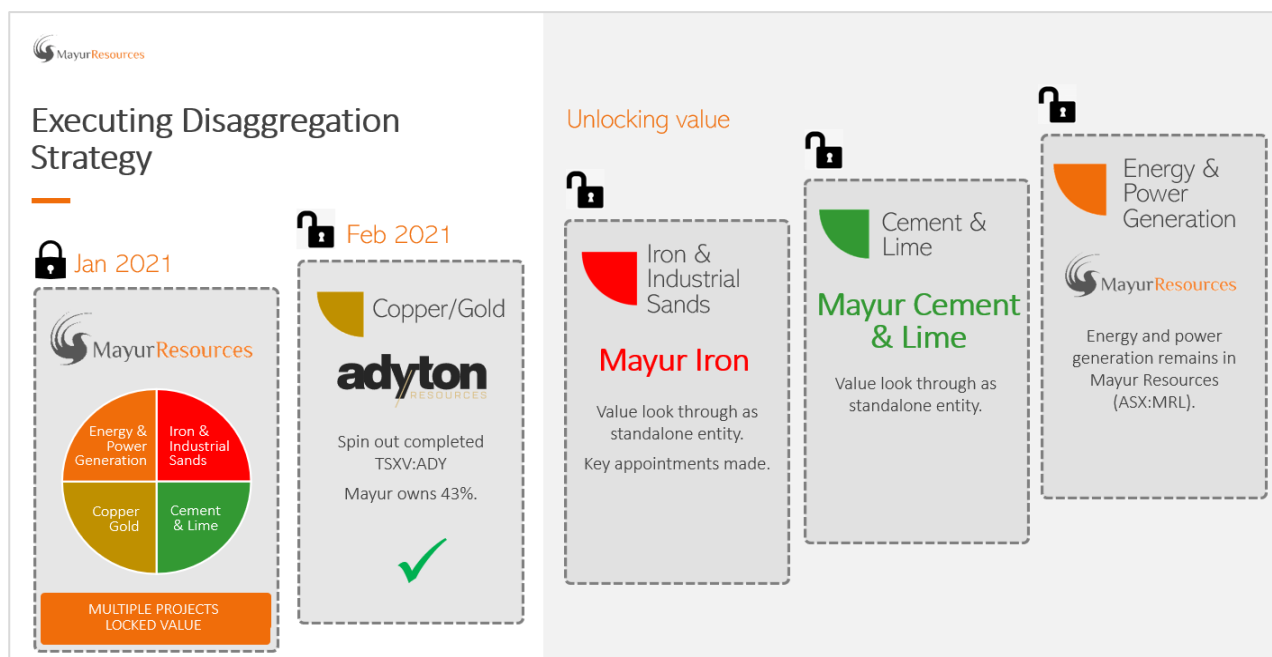 MayurResources
Executing Disaggregation
Strategy
Jan 2021
MayurResources
Energy &
Power
Generation
Iron &
Industrial
Sands
Copper
Gold
Cement
& Lime
MULTIPLE PROJECTS
LOCKED VALUE
Feb 2021
Copper/Gold
adyton
RESOURCES
Spin out completed
TSXV:ADY
Mayur owns 43%.
Unlocking value
Iron &
Industrial
Sands
Mayur Iron
Value look through as
standalone entity.
Key appointments made.
Cement &
Lime
Mayur Cement
& Lime
Value look through as
standalone entity.
Energy &
Power
Generation
MayurResources
Energy and power
generation remains in
Mayur Resources
(ASX:MRL).